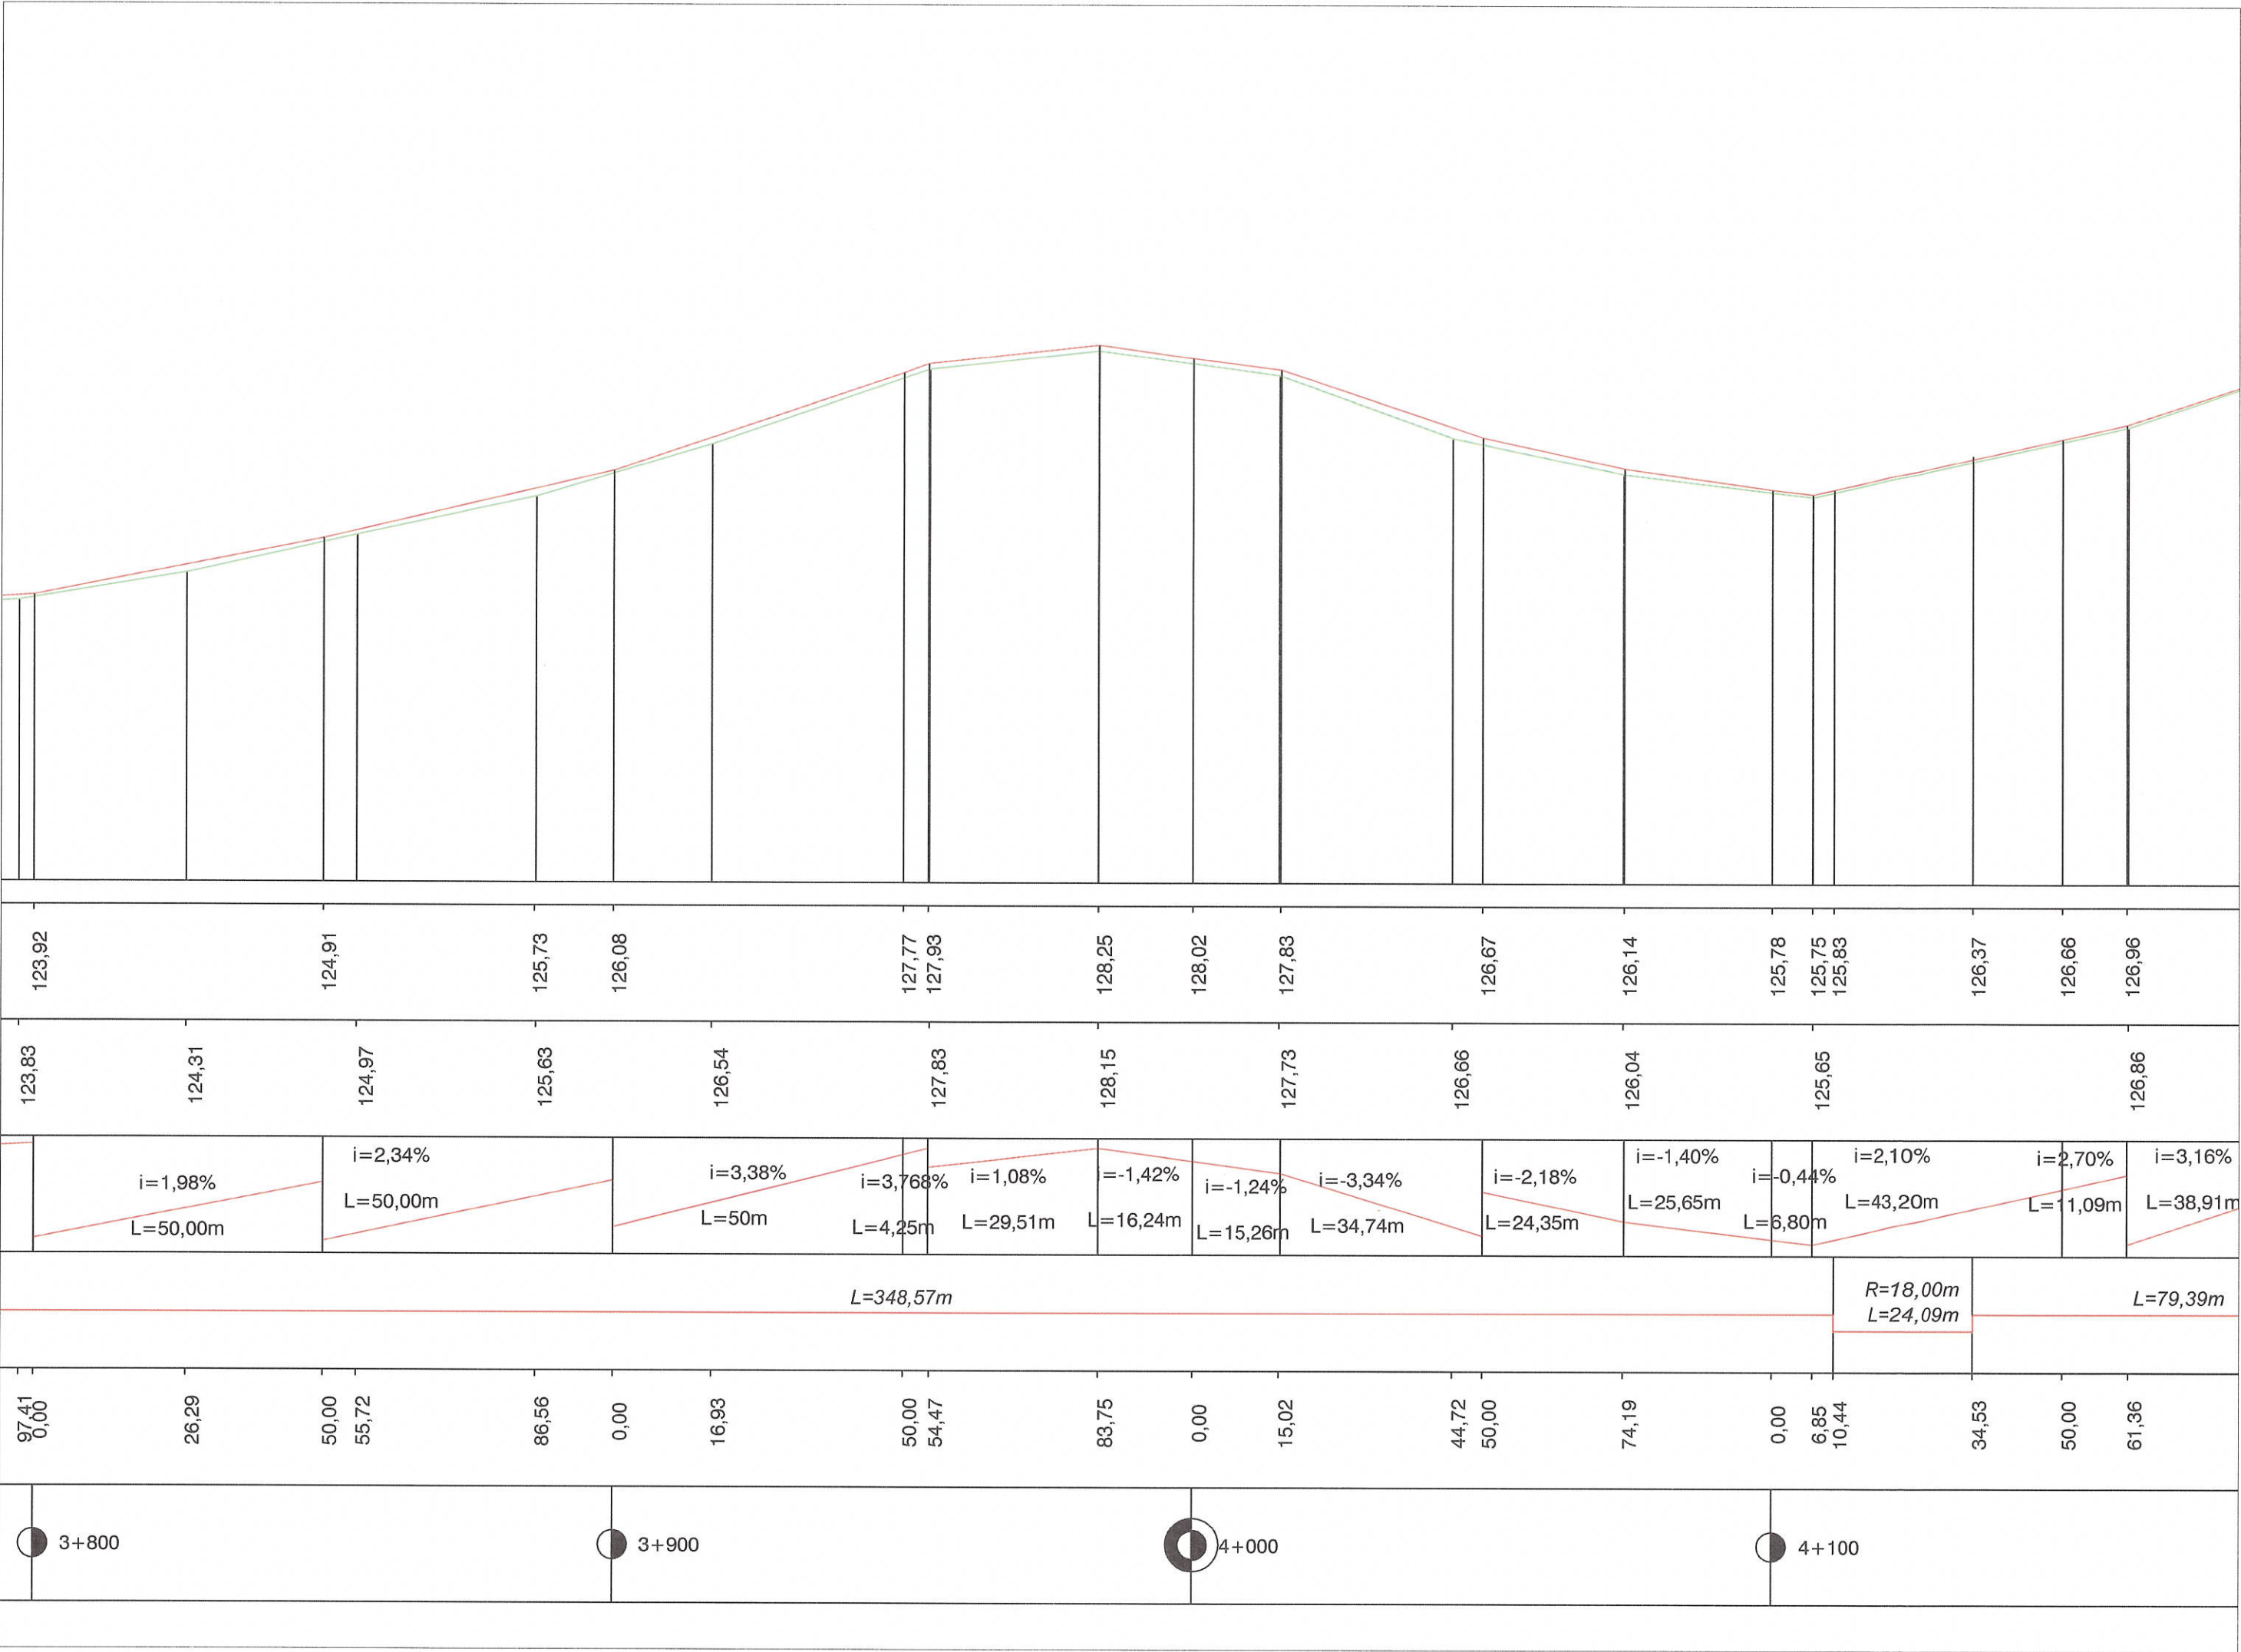 123,92
124,91
125,73
126,08
127,77
127,93
128,25
128,02
127,83
126,67
126,14
125,78
125,75
125,83
126,37
126,66
126,96
123,83
124,31
124,97
125,63
126,54
127,83
128,15
127,73
126,66
126,04
125,65
126,86
i=1,98%
L=50,00m
i=2,34%
L=50,00m
i=3,38%
L=50m
i=3,768%
L=4,25m
i=1,08%
L=29,51m
i=-1,42%
L=16,24m
i=-1,24%
L=15,26m
i=-3,34%
L=34,74m
i=-2,18%
L=24,35m
i=-1,40%
L=25,65m
i=-0,44%
L=6,80m
i=2,10%
L=43,20m
i=2,70%
L=11,09m
i=3,16%
L=38,91m
L=348,57m
R=18,00m
L=24,09m
L=79,39m
97,41
0,00
26,29
50,00
55,72
86,56
0,00
16,93
50,00
54,47
83,75
0,00
15,02
44,72
50,00
74,19
0,00
6,85
10,44
34,53
50,00
61,36
3+800
3+900
4+000
4+100